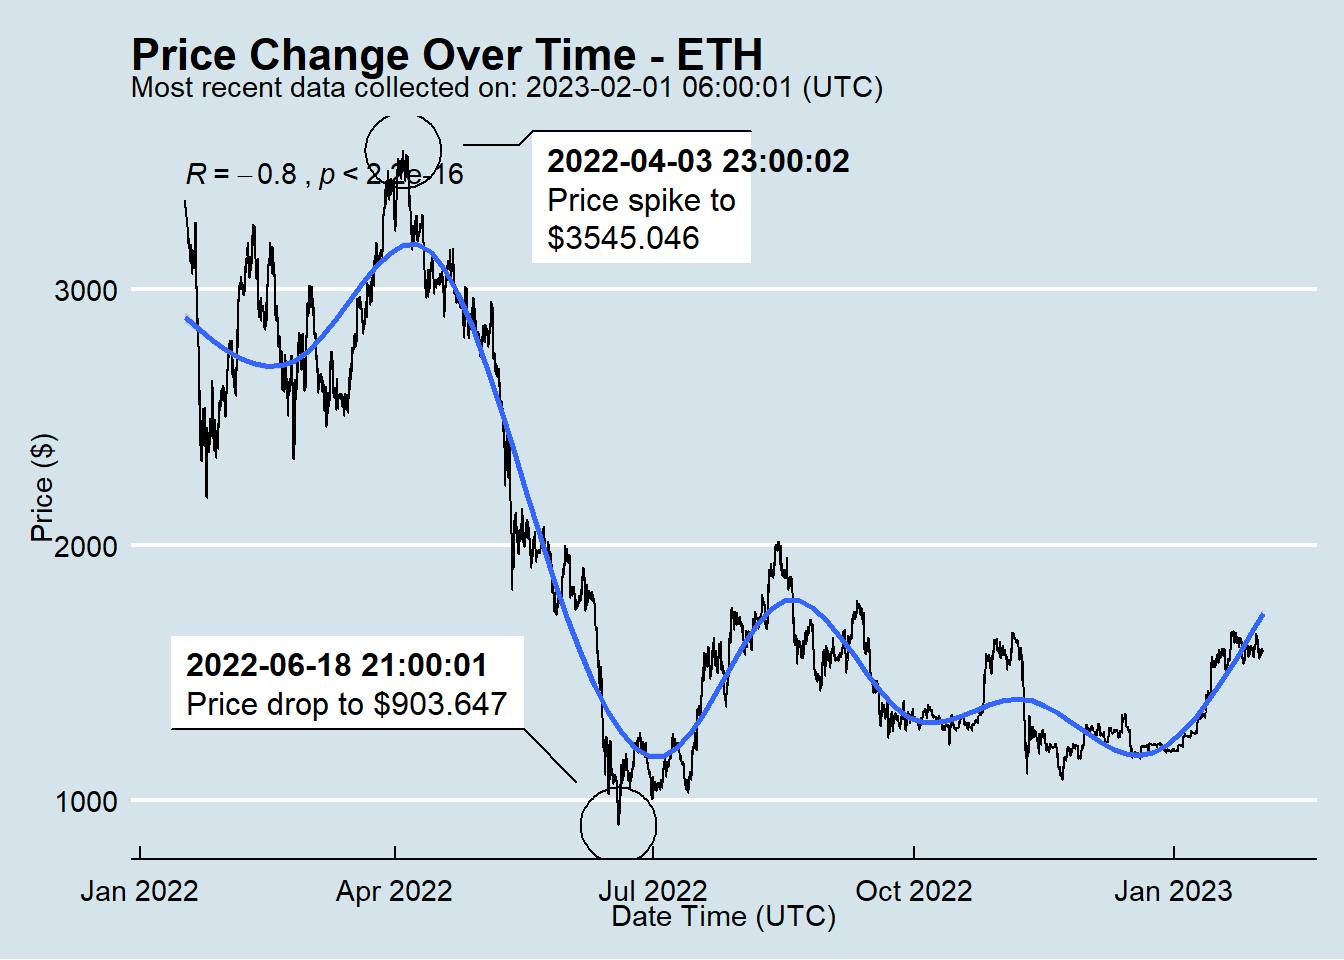 Price Change Over Time - ETH
Most recent data collected on: 2023-02-01 06:00:01 (UTC)
2022-04-03 23:00:02
Price spike to
$3545.046
R = −0.8 , p < 2.2e-16
3000
2000
1000
Price ($)
2022-06-18 21:00:01
Price drop to $903.647
Jan 2022
Apr 2022
Jul 2022
Oct 2022
Jan 2023
Date Time (UTC)